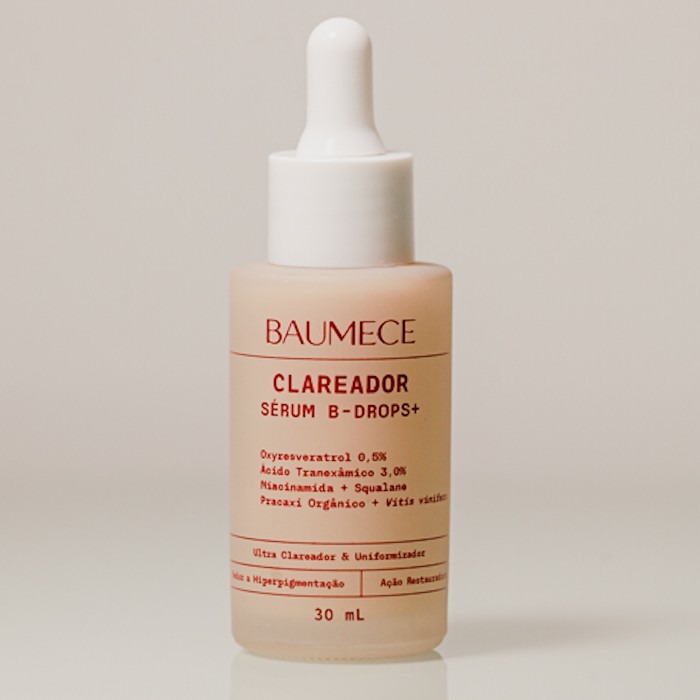 BAUMECE
CLAREADOR
SÉRUM B-DROPS+
Oxyresveratrol 0,5%
Ácido Tranexâmico 3,0%
Niacinamida + Squalane
Pracaxi Orgânico + Vitis vinifera
Ultra Clareador & Uniformizador
a Hiperpigmentação
Ação
30 mL